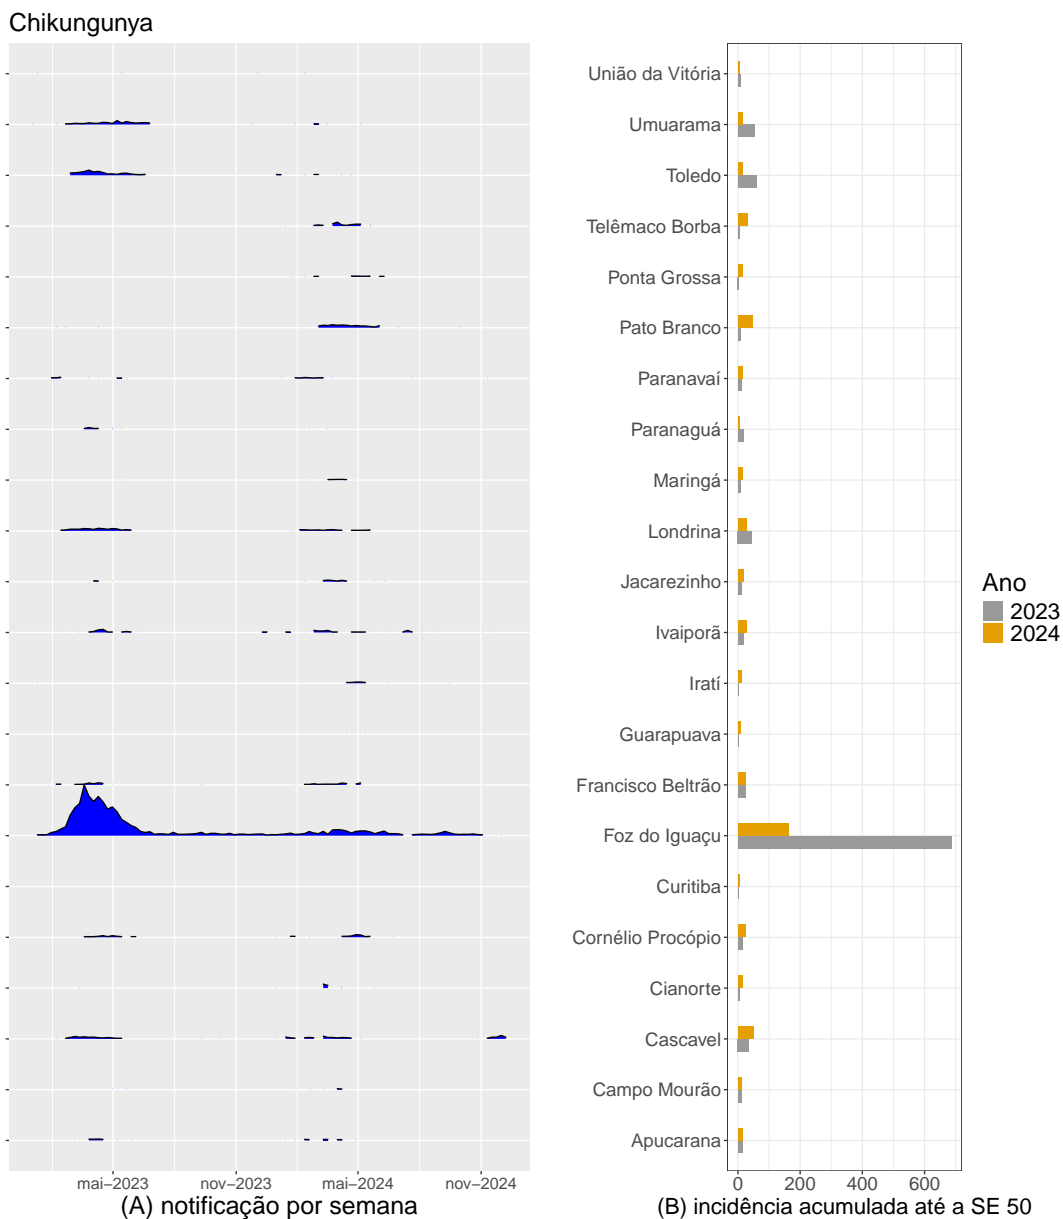 Chikungunya
União da Vitória
Umuarama
Toledo
Telêmaco Borba
Ponta Grossa
Pato Branco
Paranavaí
Paranaguá
Maringá
Londrina
Jacarezinho
Ivaiporã
Iratí
Guarapuava
Francisco Beltrão
Foz do Iguaçu
Curitiba
Cornélio Procópio
Cianorte
Cascavel
Campo Mourão
Apucarana
Ano
2023
2024
mai–2023 nov–2023 mai–2024 nov–2024
0 200 400 600
(A) notificação por semana
(B) incidência acumulada até a SE 50